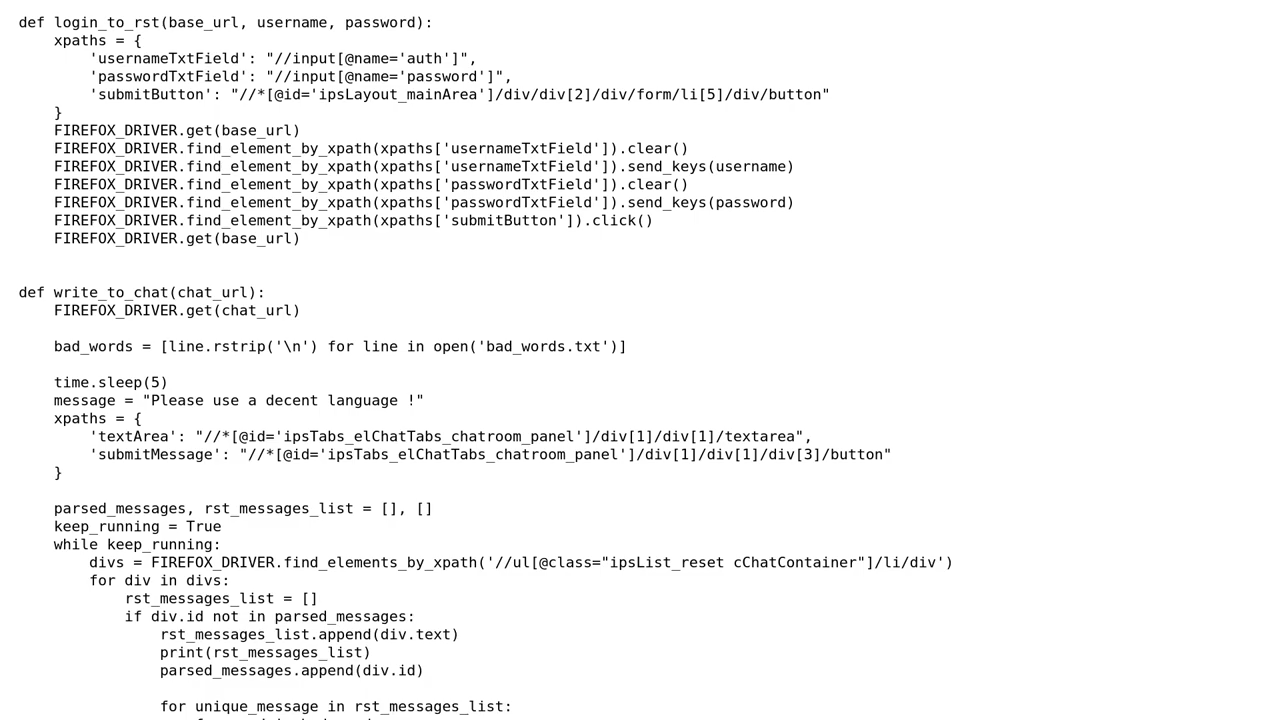 def login_to_rst(base_url, username, password):
    xpaths = {
        'usernameTxtField': "//input[@name='auth']",
        'passwordTxtField': "//input[@name='password']",
        'submitButton': "//*[@id='ipsLayout_mainArea']/div/div[2]/div/form/li[5]/div/button"
    }
    FIREFOX_DRIVER.get(base_url)
    FIREFOX_DRIVER.find_element_by_xpath(xpaths['usernameTxtField']).clear()
    FIREFOX_DRIVER.find_element_by_xpath(xpaths['usernameTxtField']).send_keys(username)
    FIREFOX_DRIVER.find_element_by_xpath(xpaths['passwordTxtField']).clear()
    FIREFOX_DRIVER.find_element_by_xpath(xpaths['passwordTxtField']).send_keys(password)
    FIREFOX_DRIVER.find_element_by_xpath(xpaths['submitButton']).click()
    FIREFOX_DRIVER.get(base_url)


def write_to_chat(chat_url):
    FIREFOX_DRIVER.get(chat_url)

    bad_words = [line.rstrip('\n') for line in open('bad_words.txt')]

    time.sleep(5)
    message = "Please use a decent language !"
    xpaths = {
        'textArea': "//*[@id='ipsTabs_elChatTabs_chatroom_panel']/div[1]/div[1]/textarea",
        'submitMessage': "//*[@id='ipsTabs_elChatTabs_chatroom_panel']/div[1]/div[1]/div[3]/button"
    }

    parsed_messages, rst_messages_list = [], []
    keep_running = True
    while keep_running:
        divs = FIREFOX_DRIVER.find_elements_by_xpath('//ul[@class="ipsList_reset cChatContainer"]/li/div')
        for div in divs:
            rst_messages_list = []
            if div.id not in parsed_messages:
                rst_messages_list.append(div.text)
                print(rst_messages_list)
                parsed_messages.append(div.id)

                for unique_message in rst_messages_list: